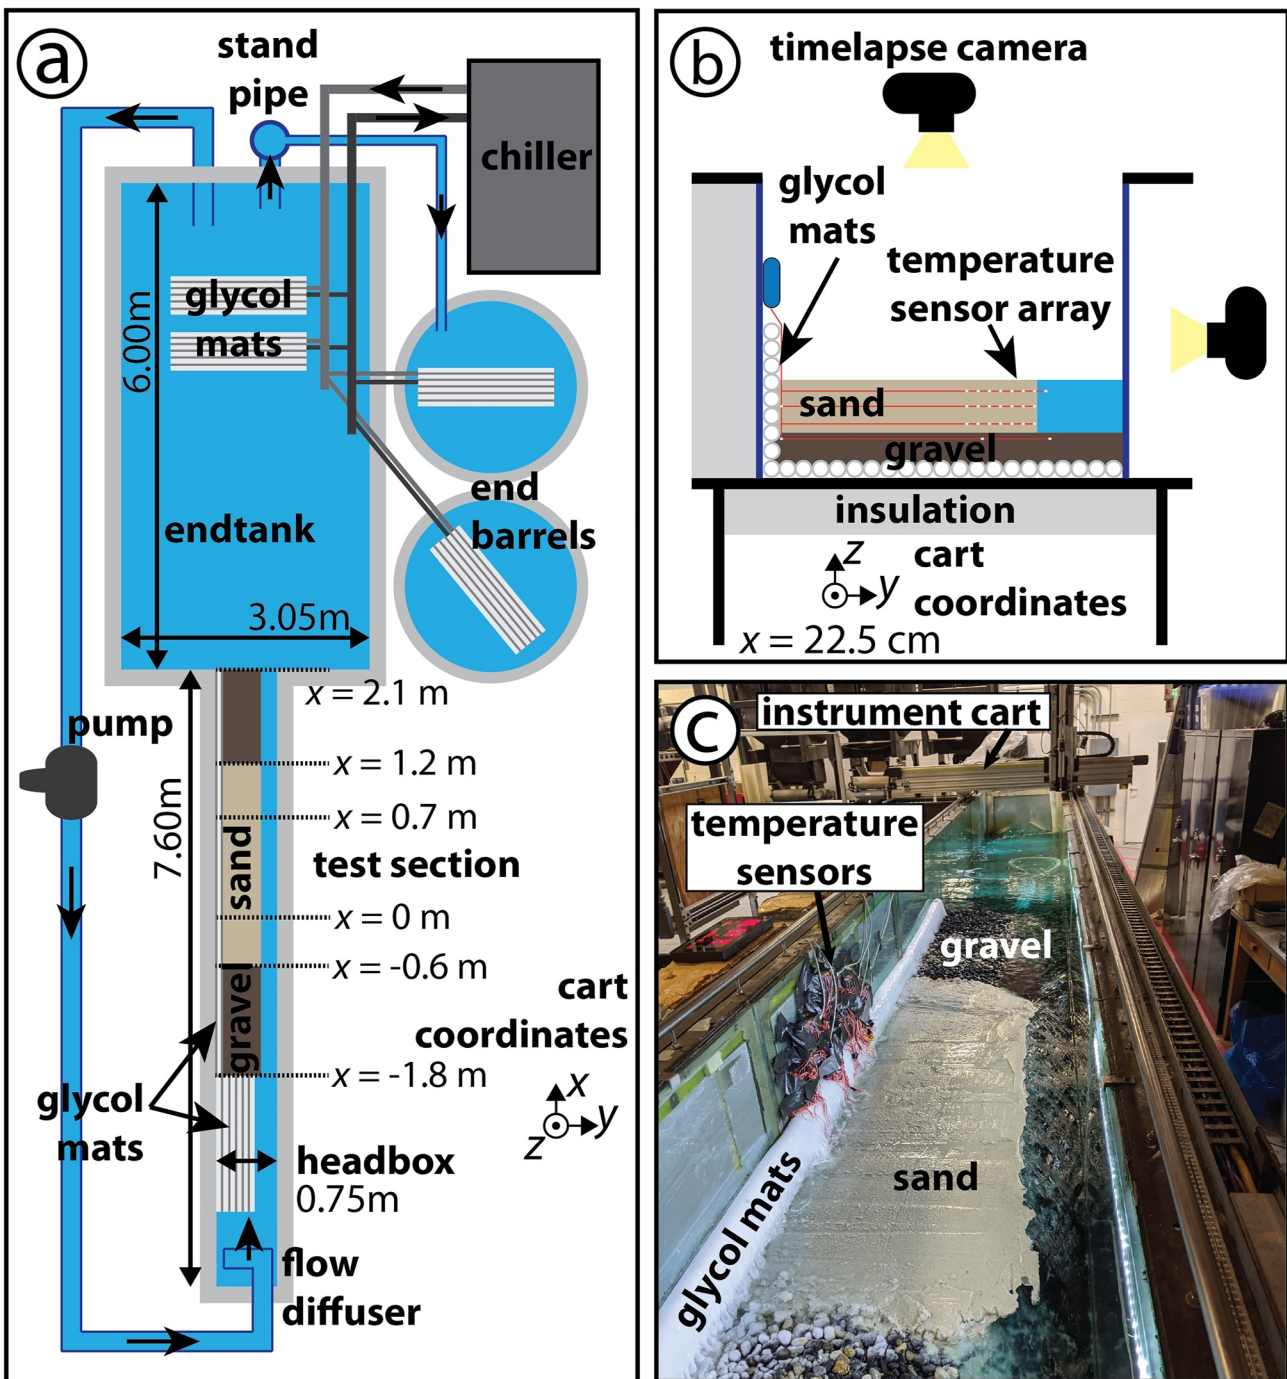 a
stand
pipe
chiller
glycol
mats
6.00m
endtank
3.05m
end
barrels
pump
7.60m
x = 2.1 m
x = 1.2 m
x = 0.7 m
sand
test section
x = 0 m
x = -0.6 m
gravel
cart
coordinates
x = -1.8 m
glycol
mats
x
y
z
headbox
0.75m
flow
diffuser
b
timelapse camera
glycol
mats
temperature
sensor array
sand
gravel
insulation
z
y
cart
coordinates
x = 22.5 cm
c
instrument cart
temperature
sensors
gravel
sand
glycol mats